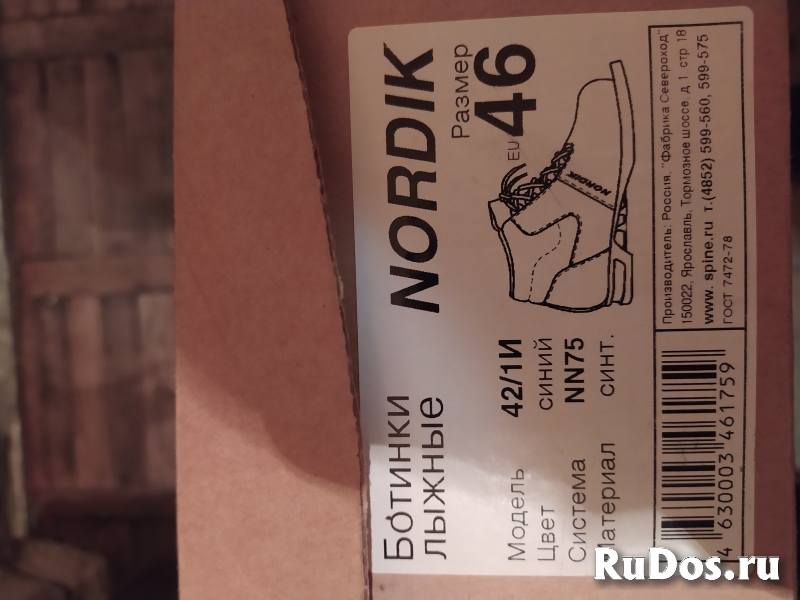 Ботинки
лыжные
NORDIK
Размер
EU 46
Модель 42/1И
Цвет синий
Система NN75
Материал синт.
NORDIK
4 630003 461759
Производитель: Россия, "Фабрика Североход"
150022, Ярославль, Тормозное шоссе, д 1 стр 18
www. spine.ru т.(4852) 599-560, 599-575
ГОСТ 7472-78
RuDos.ru